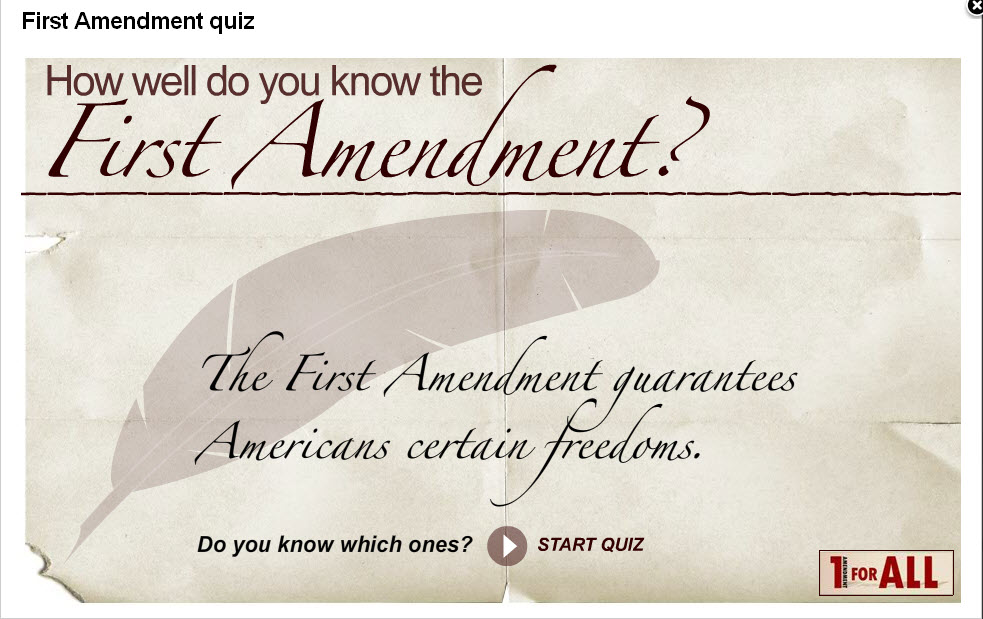 First Amendment quiz
How well do you know the
First Amendment?
The First Amendment guarantees
Americans certain freedoms.
Do you know which ones?
START QUIZ
1 AMENDMENT FOR ALL